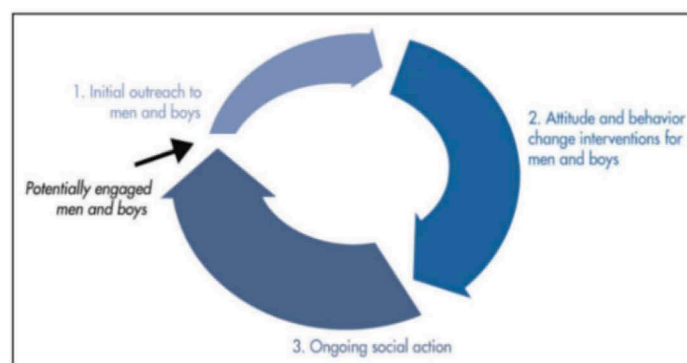 1. Initial outreach to
men and boys
2. Attitude and behavior
change interventions for
men and boys
Potentially engaged
men and boys
3. Ongoing social action